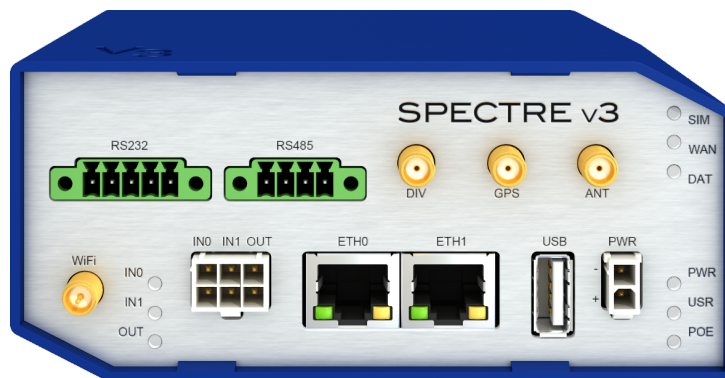 V3
SPECTRE v3
RS232
RS485
SIM
WAN
DAT
DIV
GPS
ANT
WiFi
IN0 IN1 OUT
ETH0
ETH1
USB
PWR
IN0
IN1
OUT
-
+
PWR
USR
POE